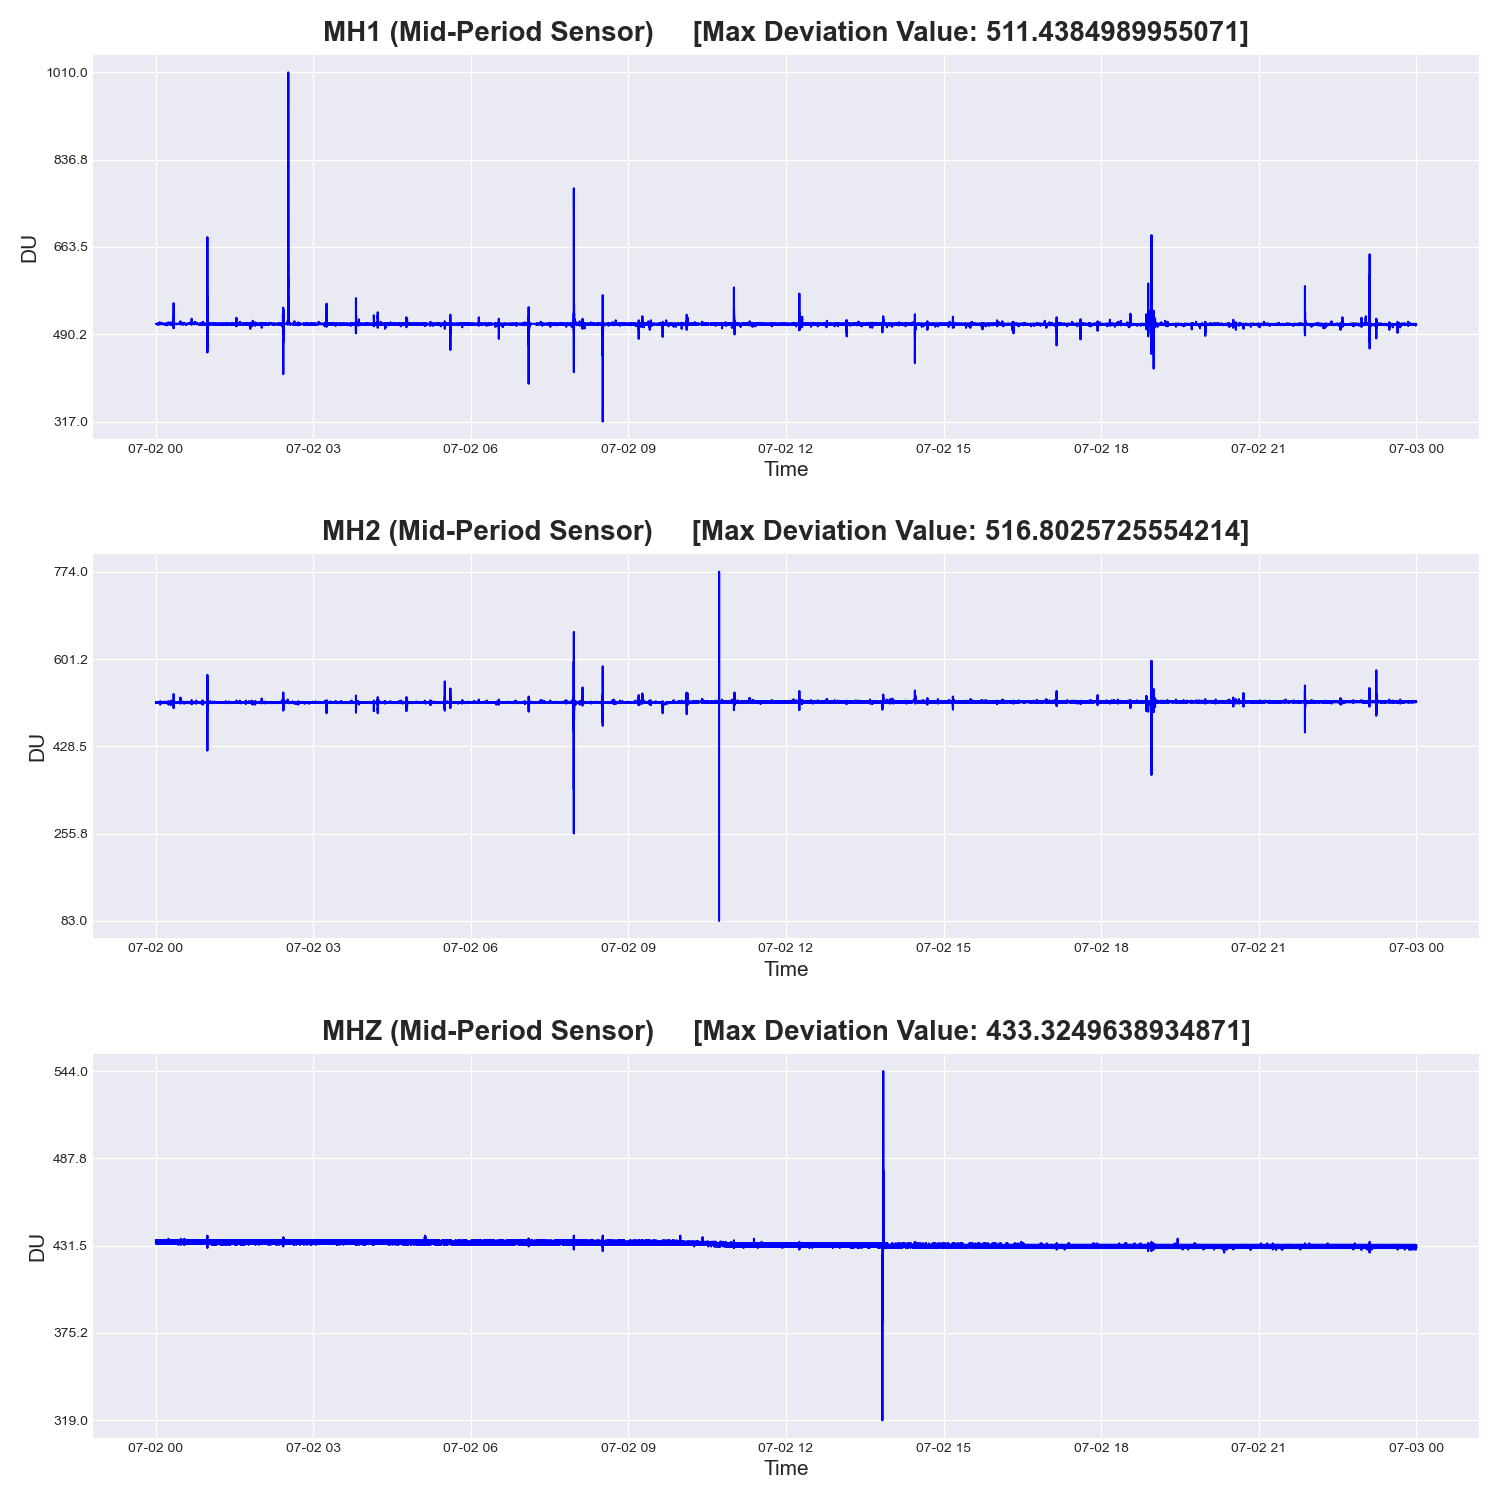 MH1 (Mid-Period Sensor) [Max Deviation Value: 511.4384989955071]
1010.0
836.8
663.5
490.2
317.0
DU
07-02 00 07-02 03 07-02 06 07-02 09 07-02 12 07-02 15 07-02 18 07-02 21 07-03 00
Time
MH2 (Mid-Period Sensor) [Max Deviation Value: 516.8025725554214]
774.0
601.2
428.5
255.8
83.0
DU
07-02 00 07-02 03 07-02 06 07-02 09 07-02 12 07-02 15 07-02 18 07-02 21 07-03 00
Time
MHZ (Mid-Period Sensor) [Max Deviation Value: 433.3249638934871]
544.0
487.8
431.5
375.2
319.0
DU
07-02 00 07-02 03 07-02 06 07-02 09 07-02 12 07-02 15 07-02 18 07-02 21 07-03 00
Time